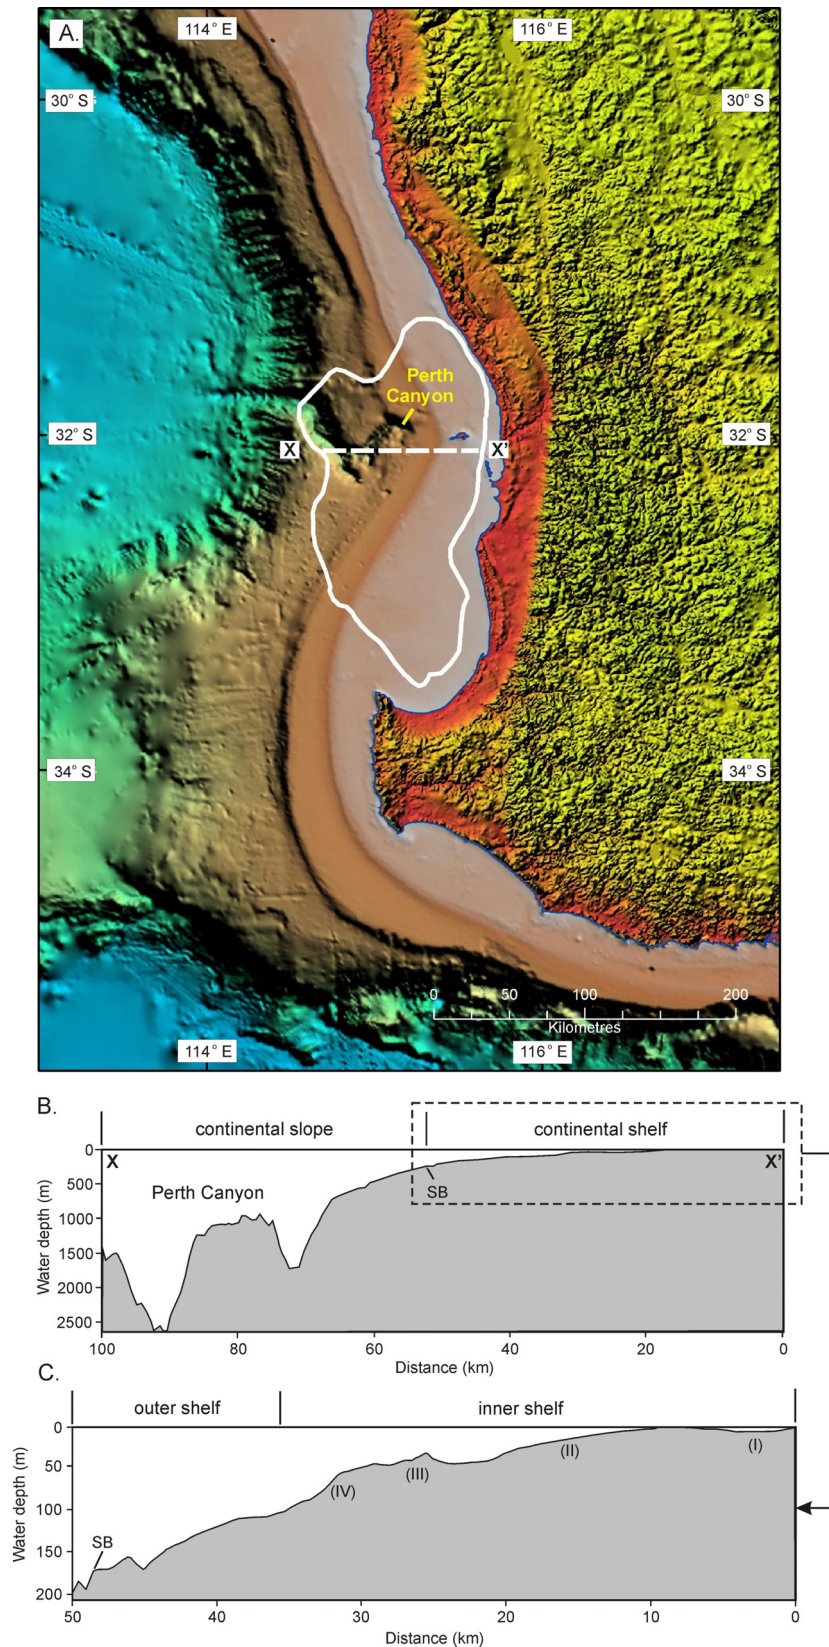 A.
114° E
116° E
30° S
30° S
Perth
Canyon
32° S
32° S
X
X'
34° S
34° S
0
50
100
200
Kilometres
114° E
116° E
B.
continental slope
continental shelf
0
X
X'
500
SB
Perth Canyon
1000
1500
2000
2500
Water depth (m)
100
80
60
40
20
0
Distance (km)
C.
outer shelf
inner shelf
0
(I)
(II)
50
(III)
(IV)
100
SB
150
200
Water depth (m)
50
40
30
20
10
0
Distance (km)